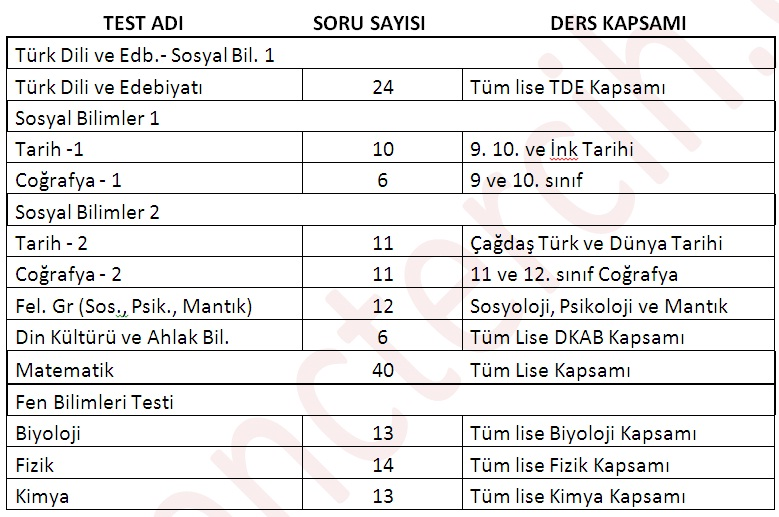 TEST ADI SORU SAYISI DERS KAPSAMI
Türk Dili ve Edb.- Sosyal Bil. 1
Türk Dili ve Edebiyatı 24 Tüm lise TDE Kapsamı
Sosyal Bilimler 1
Tarih -1 10 9. 10. ve İnk Tarihi
Coğrafya - 1 6 9 ve 10. sınıf
Sosyal Bilimler 2
Tarih - 2 11 Çağdaş Türk ve Dünya Tarihi
Coğrafya - 2 11 11 ve 12. sınıf Coğrafya
Fel. Gr (Sos., Psik., Mantık) 12 Sosyoloji, Psikoloji ve Mantık
Din Kültürü ve Ahlak Bil. 6 Tüm Lise DKAB Kapsamı
Matematik 40 Tüm Lise Kapsamı
Fen Bilimleri Testi
Biyoloji 13 Tüm lise Biyoloji Kapsamı
Fizik 14 Tüm lise Fizik Kapsamı
Kimya 13 Tüm lise Kimya Kapsamı